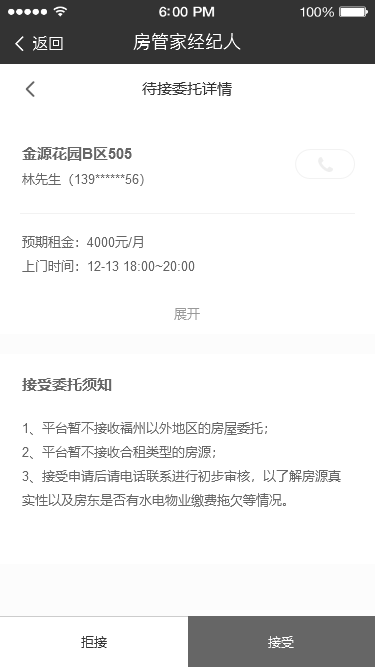 6:00 PM
100%
返回
房管家经纪人
待接委托详情
金源花园B区505
林先生（139******56）
预期租金：4000元/月
上门时间：12-13 18:00~20:00
展开
接受委托须知
1、平台暂不接收福州以外地区的房屋委托；
2、平台暂不接收合租类型的房源；
3、接受申请后请电话联系进行初步审核，以了解房源真
实性以及房东是否有水电物业缴费拖欠等情况。
拒接
接受